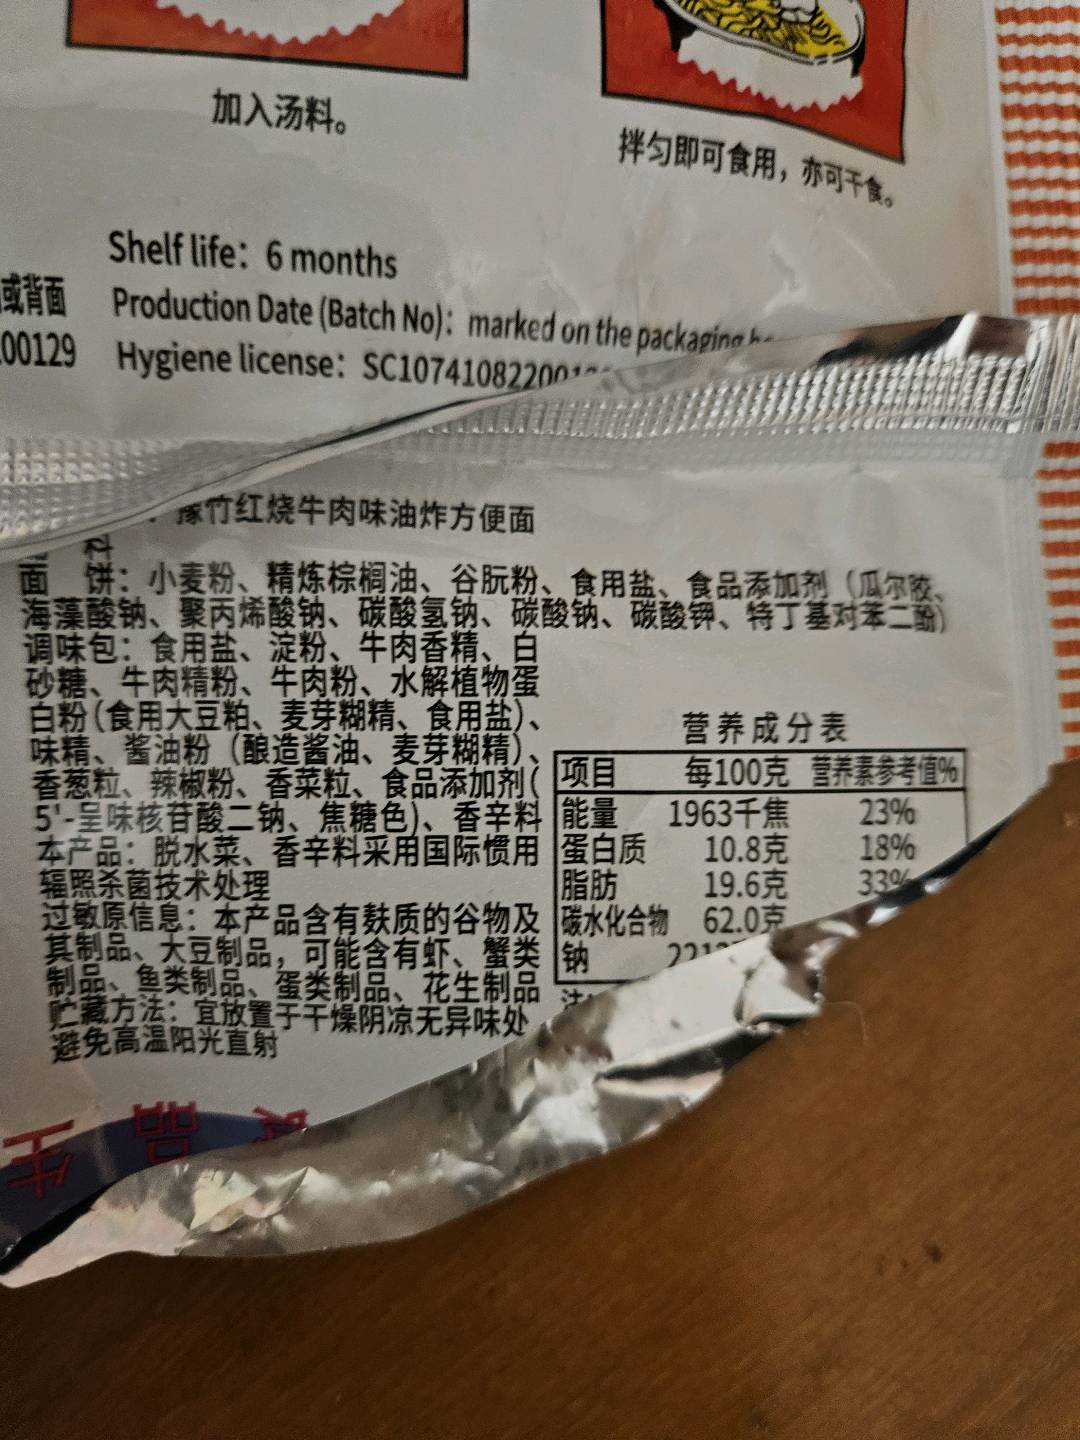 加入汤料。
拌匀即可食用，亦可干食。
Shelf life：6 months
或背面 Production Date (Batch No)：marked on the packaging
00129 Hygiene license：SC10741082200
豫竹红烧牛肉味油炸方便面
料
面 饼：小麦粉、精炼棕榈油、谷朊粉、食用盐、食品添加剂（瓜尔胶、
海藻酸钠、聚丙烯酸钠、碳酸氢钠、碳酸钠、碳酸钾、特丁基对苯二酚）
调味包：食用盐、淀粉、牛肉香精、白
砂糖、牛肉精粉、牛肉粉、水解植物蛋
白粉（食用大豆粕、麦芽糊精、食用盐）、
味精、酱油粉（酿造酱油、麦芽糊精）、
香葱粒、辣椒粉、香菜粒、食品添加剂（
5'-呈味核苷酸二钠、焦糖色）、香辛料
本产品：脱水菜、香辛料采用国际惯用
辐照杀菌技术处理
过敏原信息：本产品含有麸质的谷物及
其制品、大豆制品，可能含有虾、蟹类
制品、鱼类制品、蛋类制品、花生制品
贮藏方法：宜放置于干燥阴凉无异味处
避免高温阳光直射
营养成分表
项目 每100克 营养素参考值%
能量 1963千焦 23%
蛋白质 10.8克 18%
脂肪 19.6克 33%
碳水化合物 62.0克
钠
品
生